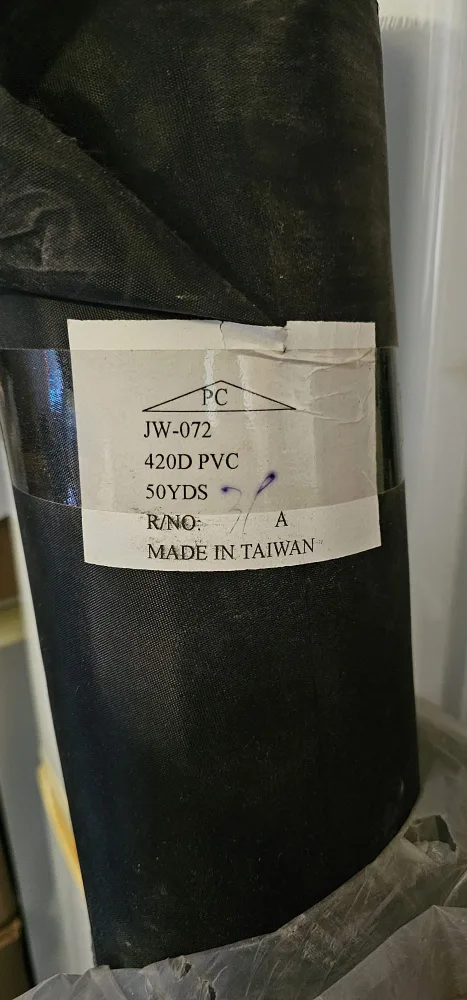 PC
JW-072
420D PVC
50YDS
R/NO: A
MADE IN TAIWAN